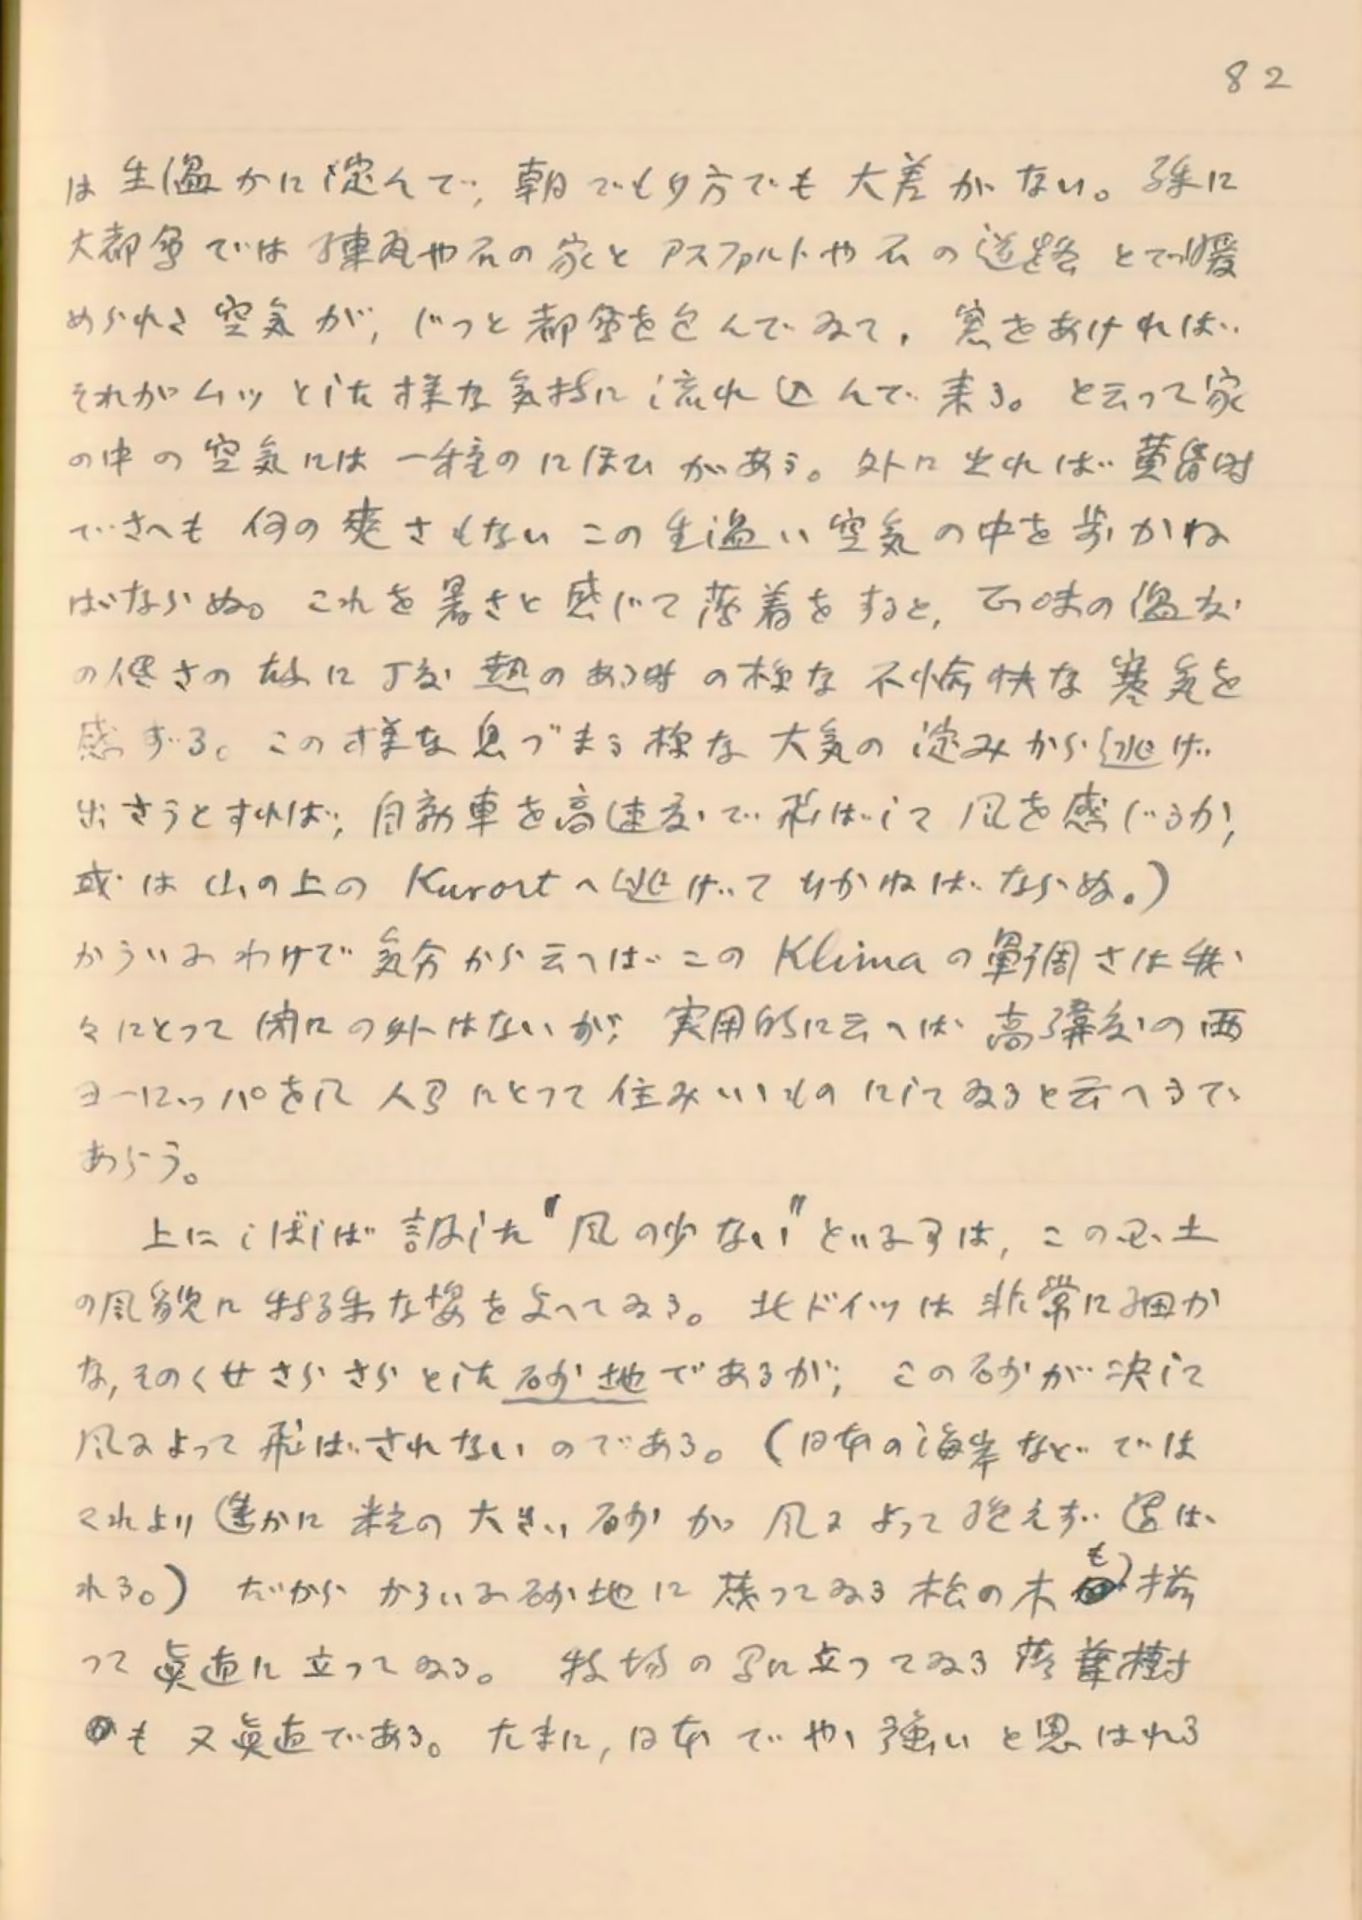 82
は生温かに淀んで、朝でも夕方でも大差がない。殊に
大都会では煉瓦や石の家とアスファルトや石の道路とで暖
められた空気が、じっと都会を包んでゐて、窓をあければ
それがムッとした様な気持に流れ込んで来る。と云って家
の中の空気には一種のにほひがある。外に出れば黄昏時
でさへも何の爽さもないこの生温い空気の中を歩かね
ばならぬ。これを暑さと感じて薄着をすると、正味の温度
の低さの故に丁度熱のある時の様な不愉快な寒気を
感ずる。この様な息づまる様な大気の淀みから逃げ
出さうとすれば、自動車を高速度で飛ばして風を感じるか、
或は山の上の Kurort へ逃げて行かねばならぬ。)
かういふわけで気分から云へばこの Klima の單調さは我
々にとって閉口の外はないが、実用的に云へば高緯度の西
ヨーロッパをば人間にとって住みいいものにしてゐると云へるで
あらう。
上にしばしば記した"風の少ない"といふ事は、この風土
の風貌に特殊な姿を与へてゐる。北ドイツは非常に細か
な、そのくせさらさらとした砂地であるが、この砂が決して
風によって飛ばされないのである。(日本の海岸などでは
これより遥かに粒の大きい砂が風によって絶えず運ば
れる。) だからかういふ砂地に茂ってゐる松の木も揃
って眞直に立ってゐる。牧場の間に立ってゐる落葉樹
も又眞直である。たまに、日本でやゝ強いと思はれる